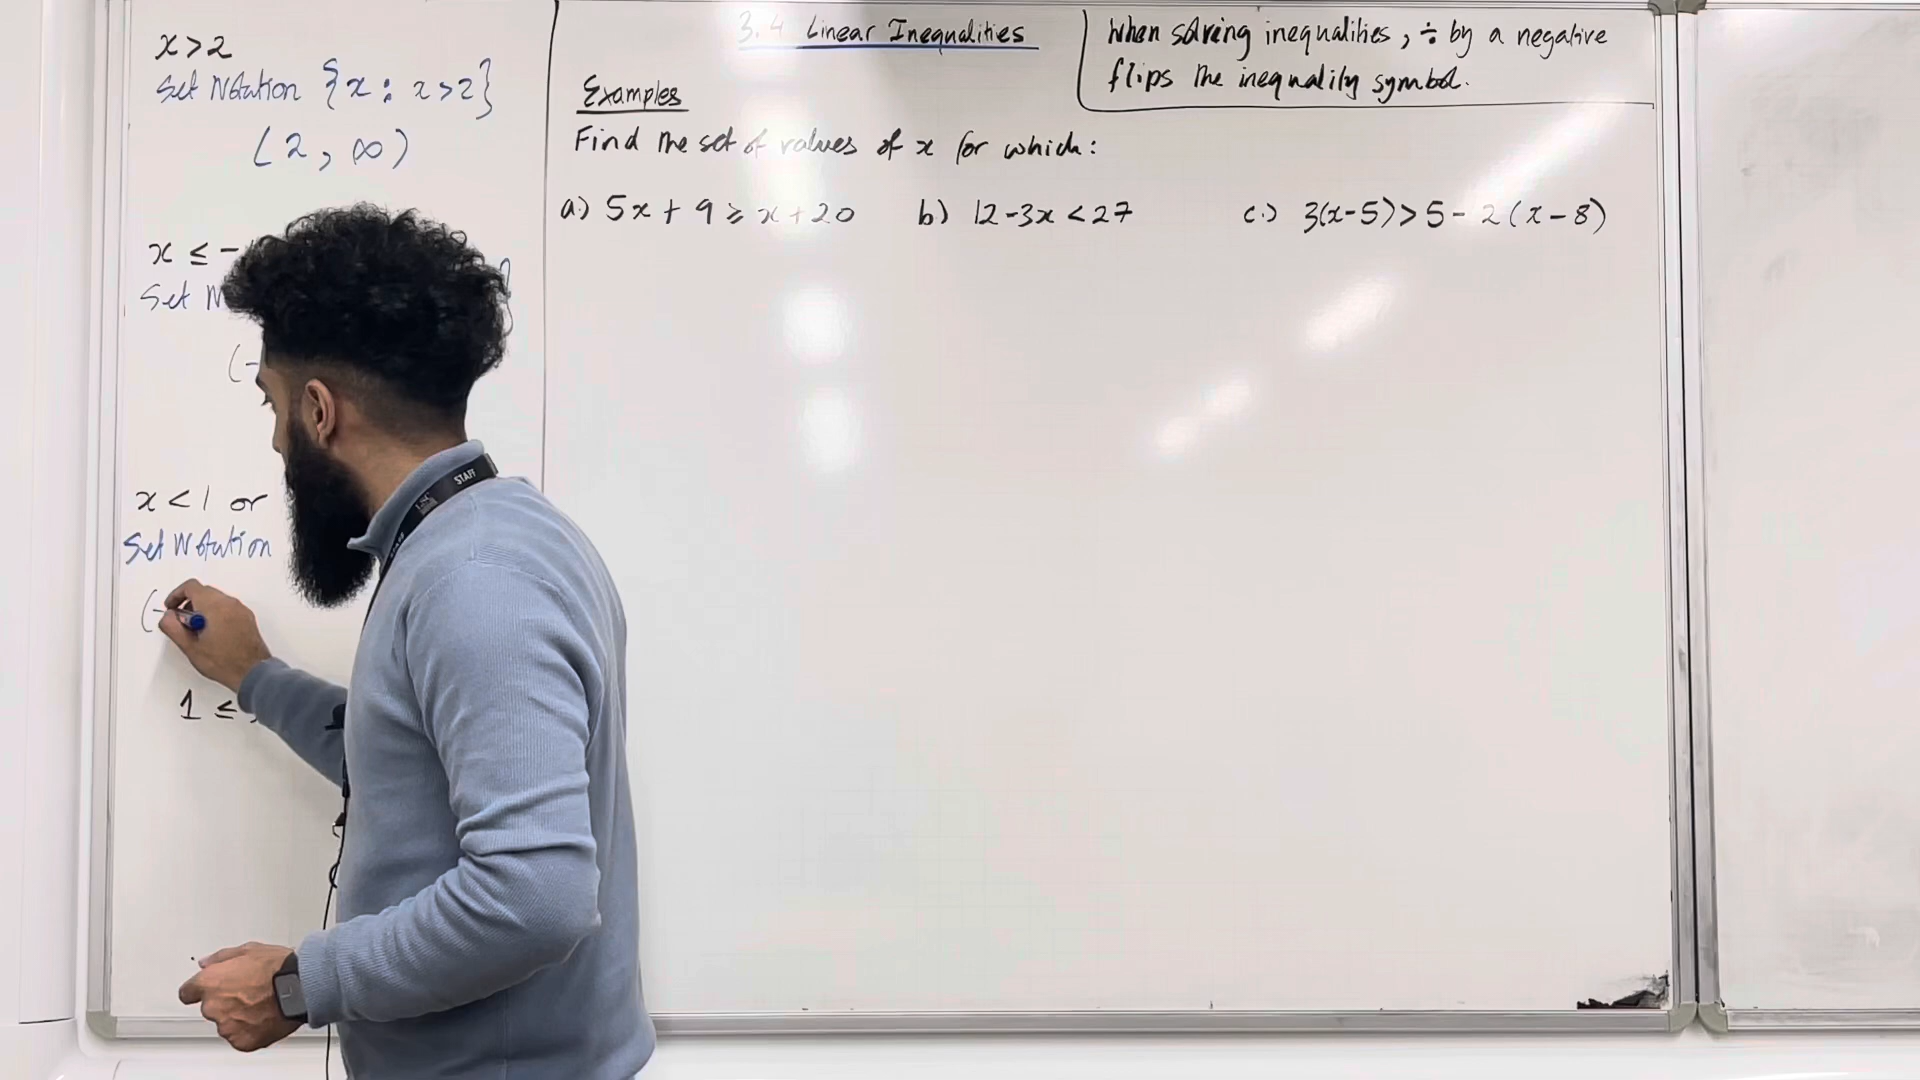 x>2
Set Notation {x : x>2}
(2, ∞)
x ≤ -
Set N
(-
x < 1 or
Set Notation
(-
1 ≤
3.4 Linear Inequalities
When solving inequalities, ÷ by a negative
flips the inequality symbol.
Examples
Find the set of values of x for which:
a.) 5x + 9 ≥ x + 20 b) 12 - 3x < 27 c.) 3(x-5) > 5 - 2(x-8)
STAFF